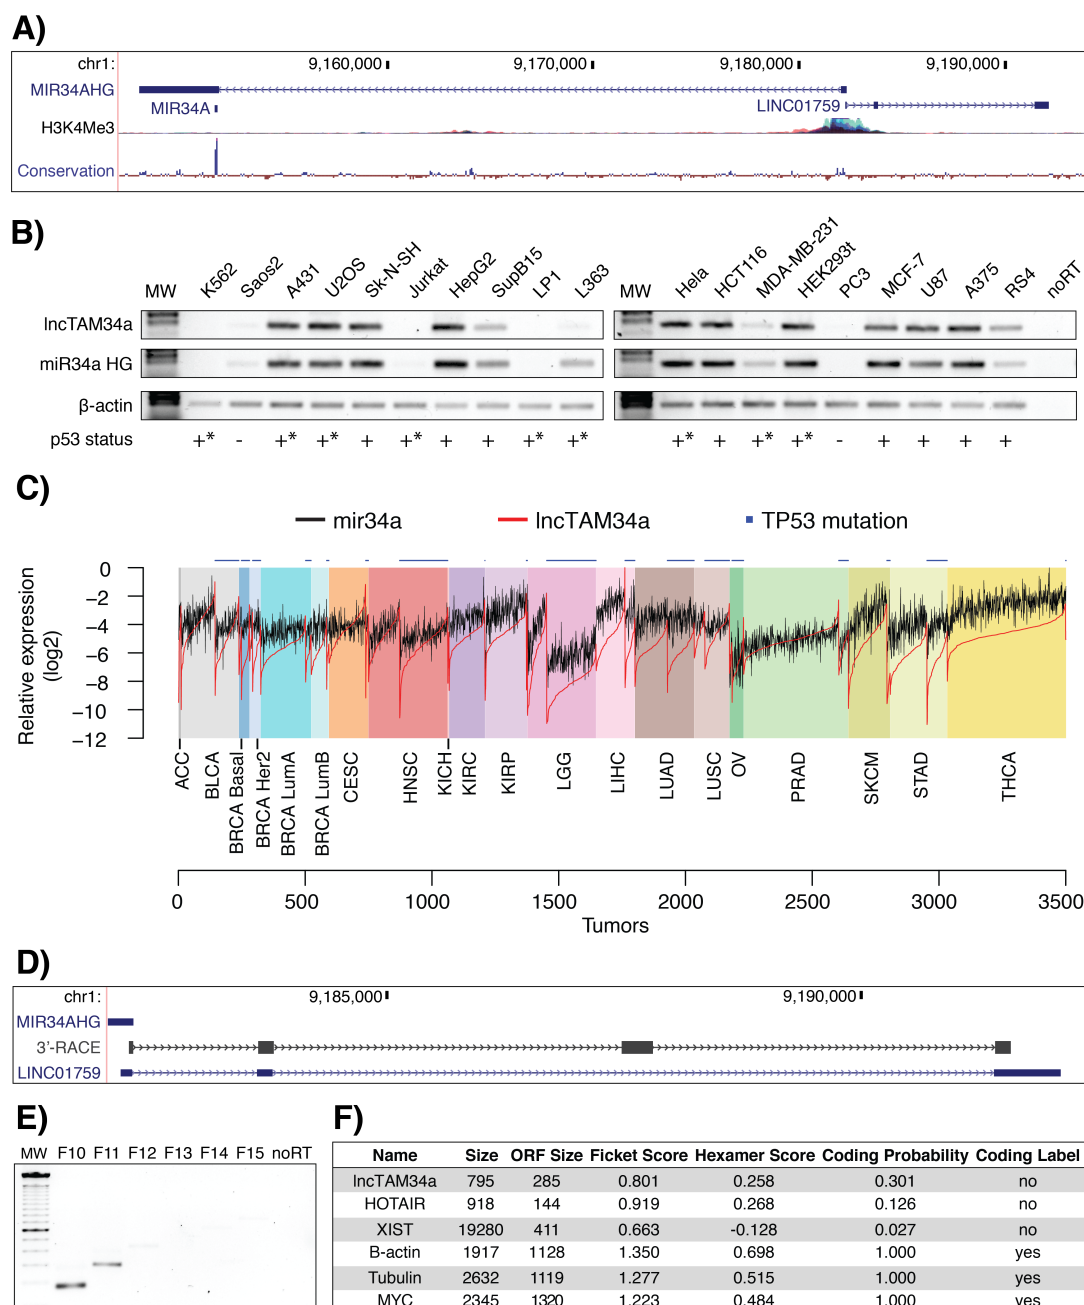 A)
chr1: 9,160,000 9,170,000 9,180,000 9,190,000
MIR34AHG
MIR34A LINC01759
H3K4Me3
Conservation
B)
MW K562 Saos2 A431 U2OS Sk-N-SH Jurkat HepG2 SupB15 LP1 L363 MW Hela HCT116 MDA-MB-231 HEK293t PC3 MCF-7 U87 A375 RS4 noRT
lncTAM34a
miR34a HG
β-actin
p53 status +* - +* +* + +* + + +* +* +* + +* +* - + + + +
C)
mir34a lncTAM34a TP53 mutation
Relative expression
(log2)
0
−2
−4
−6
−8
−10
−12
ACC BLCA BRCA Basal BRCA Her2 BRCA LumA BRCA LumB CESC HNSC KICH KIRC KIRP LGG LIHC LUAD LUSC OV PRAD SKCM STAD THCA
0 500 1000 1500 2000 2500 3000 3500
Tumors
D)
chr1: 9,185,000 9,190,000
MIR34AHG
3'-RACE
LINC01759
E)
MW F10 F11 F12 F13 F14 F15 noRT
F)
Name Size ORF Size Ficket Score Hexamer Score Coding Probability Coding Label
lncTAM34a 795 285 0.801 0.258 0.301 no
HOTAIR 918 144 0.919 0.268 0.126 no
XIST 19280 411 0.663 -0.128 0.027 no
B-actin 1917 1128 1.350 0.698 1.000 yes
Tubulin 2632 1119 1.277 0.515 1.000 yes
MYC 2345 1320 1.223 0.484 1.000 yes